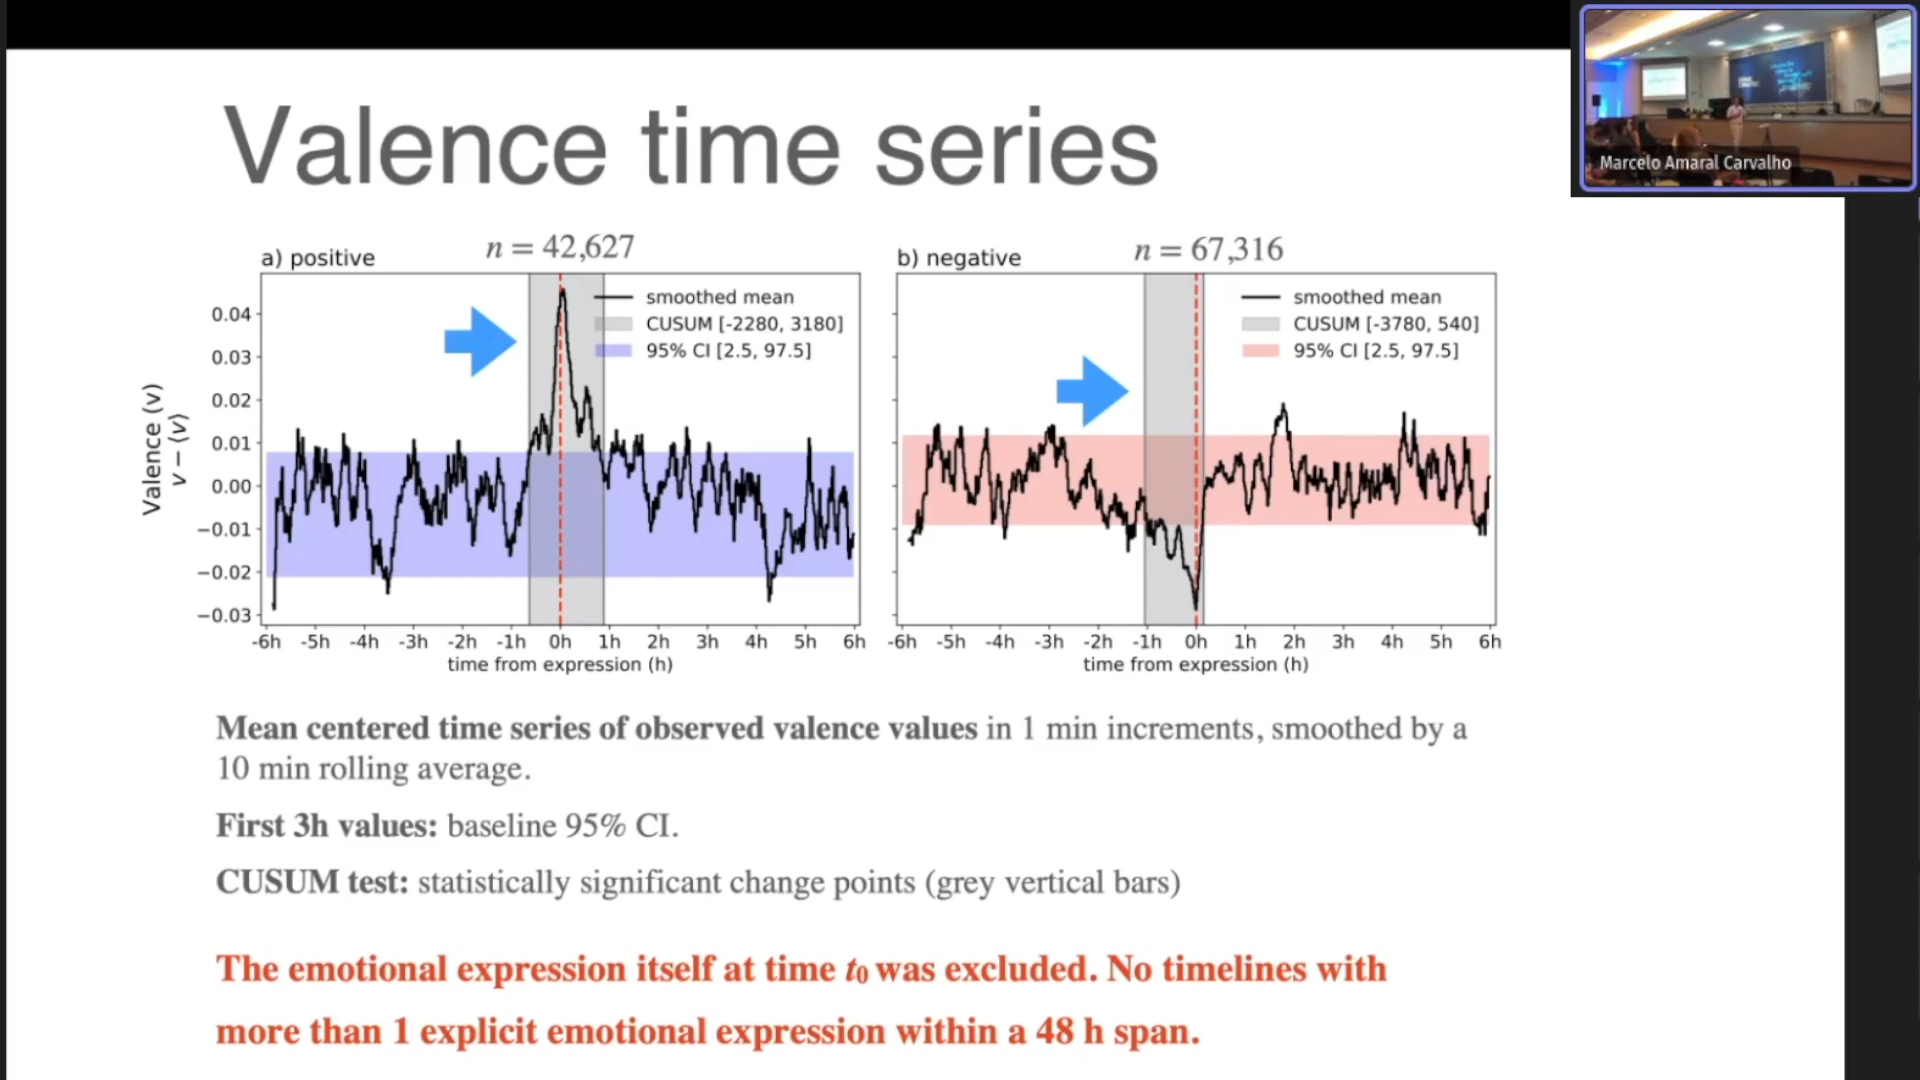 Valence time series
Marcelo Amaral Carvalho
a) positive
n = 42,627
smoothed mean
CUSUM [-2280, 3180]
95% CI [2.5, 97.5]
Valence (v)
v − ⟨v⟩
0.04
0.03
0.02
0.01
0.00
−0.01
−0.02
−0.03
-6h -5h -4h -3h -2h -1h 0h 1h 2h 3h 4h 5h 6h
time from expression (h)
b) negative
n = 67,316
smoothed mean
CUSUM [-3780, 540]
95% CI [2.5, 97.5]
-6h -5h -4h -3h -2h -1h 0h 1h 2h 3h 4h 5h 6h
time from expression (h)
Mean centered time series of observed valence values in 1 min increments, smoothed by a
10 min rolling average.
First 3h values: baseline 95% CI.
CUSUM test: statistically significant change points (grey vertical bars)
The emotional expression itself at time t0 was excluded. No timelines with
more than 1 explicit emotional expression within a 48 h span.